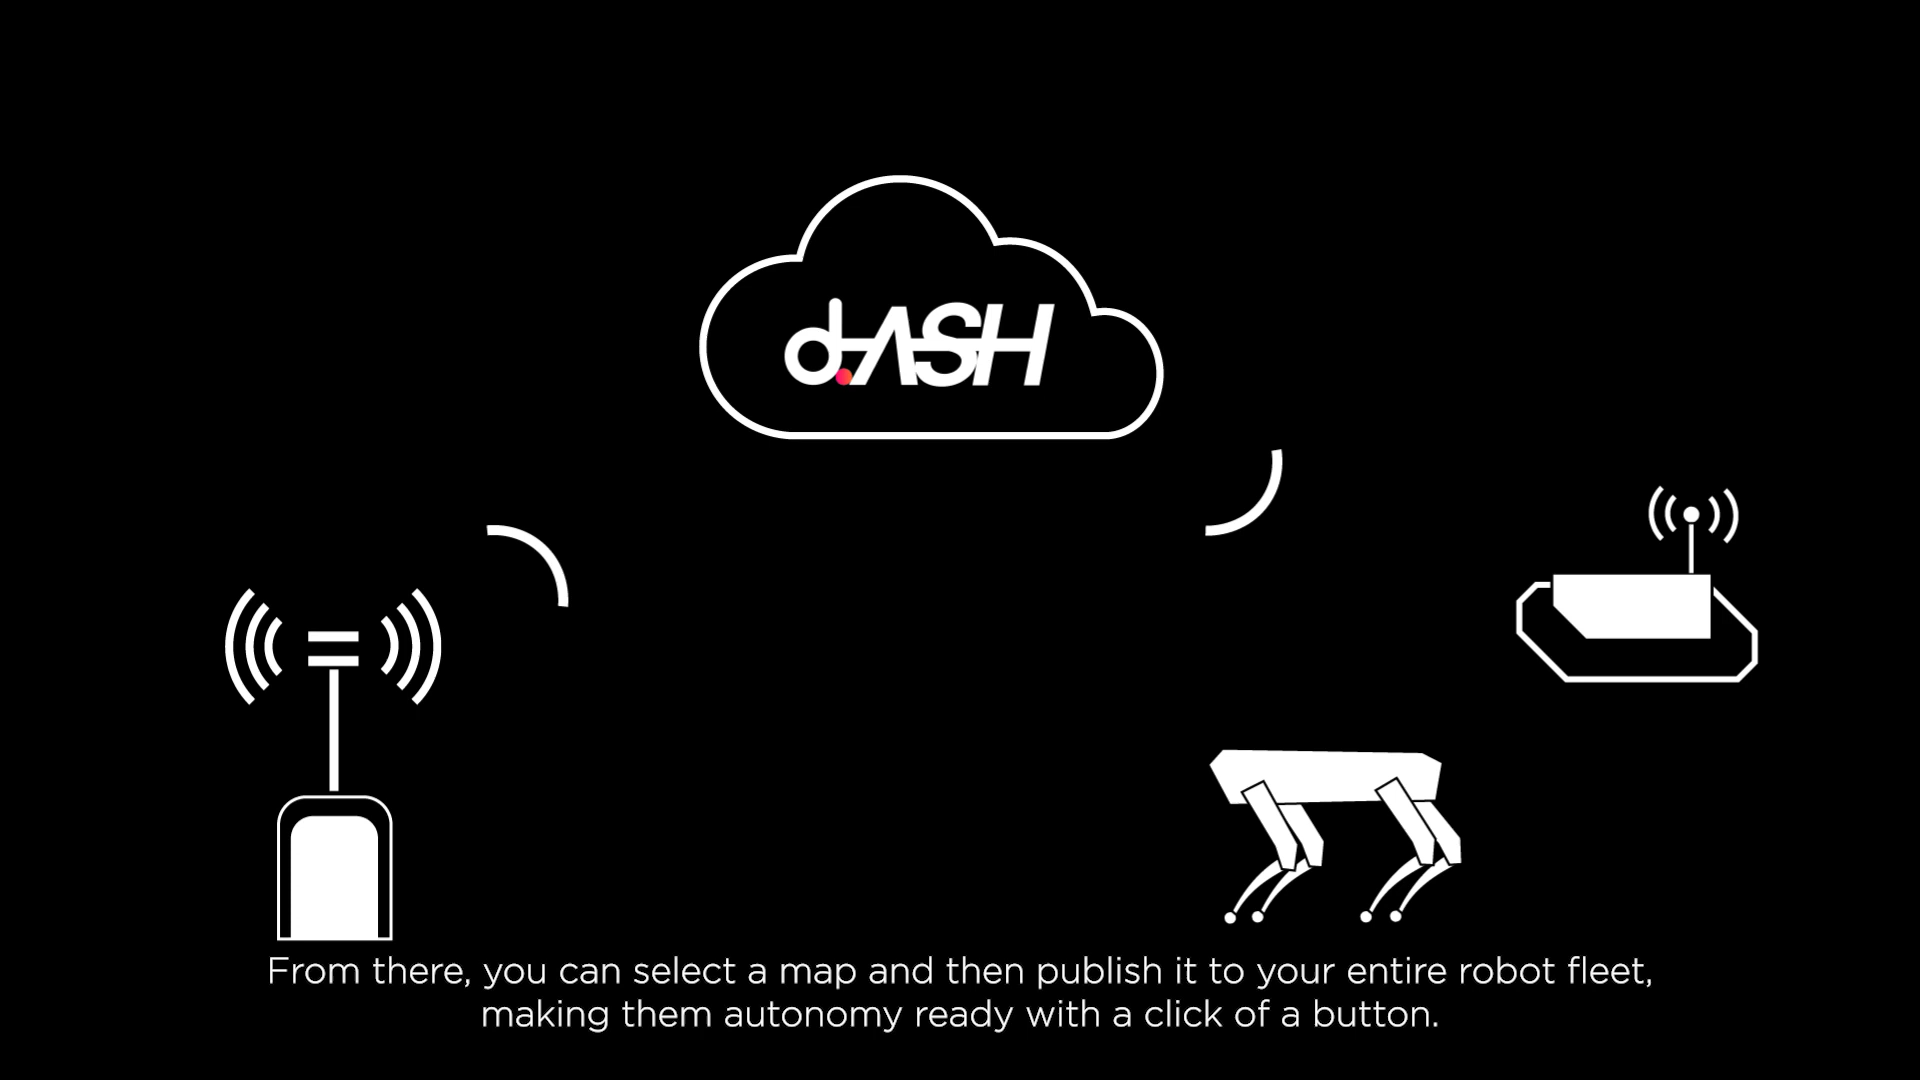 d.ASH
From there, you can select a map and then publish it to your entire robot fleet,
making them autonomy ready with a click of a button.